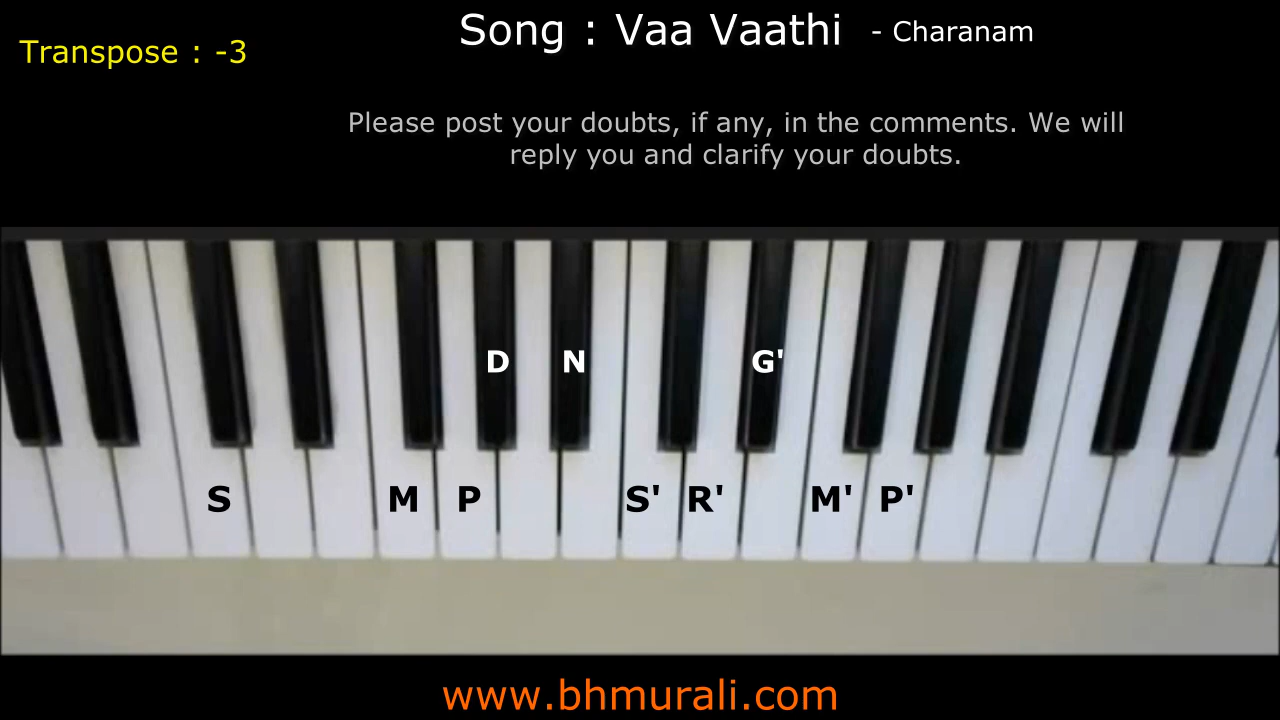 Song : Vaa Vaathi - Charanam
Transpose : -3
Please post your doubts, if any, in the comments. We will
reply you and clarify your doubts.
D N G'
S M P S' R' M' P'
www.bhmurali.com